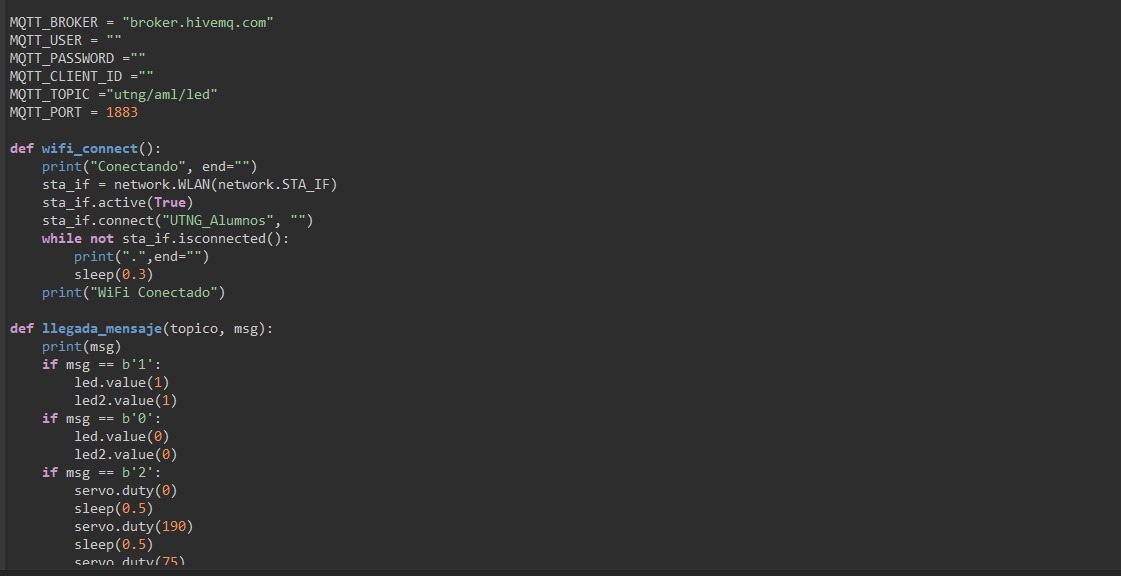 MQTT_BROKER = "broker.hivemq.com"
MQTT_USER = ""
MQTT_PASSWORD =""
MQTT_CLIENT_ID =""
MQTT_TOPIC ="utng/aml/led"
MQTT_PORT = 1883

def wifi_connect():
    print("Conectando", end="")
    sta_if = network.WLAN(network.STA_IF)
    sta_if.active(True)
    sta_if.connect("UTNG_Alumnos", "")
    while not sta_if.isconnected():
        print(".",end="")
        sleep(0.3)
    print("WiFi Conectado")

def llegada_mensaje(topico, msg):
    print(msg)
    if msg == b'1':
        led.value(1)
        led2.value(1)
    if msg == b'0':
        led.value(0)
        led2.value(0)
    if msg == b'2':
        servo.duty(0)
        sleep(0.5)
        servo.duty(190)
        sleep(0.5)
        servo.duty(75)